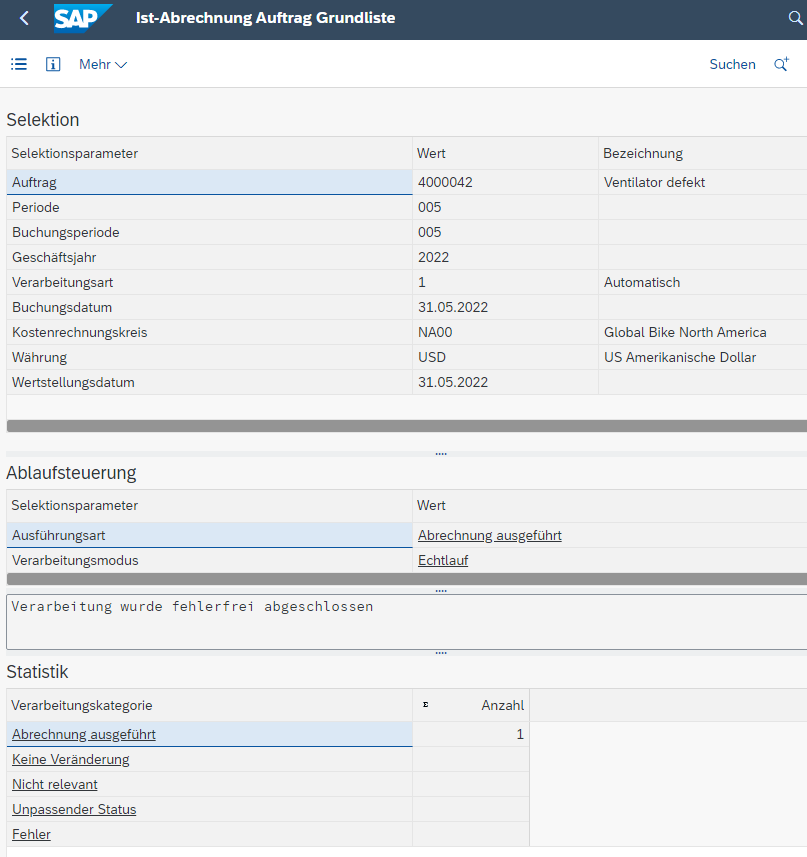 SAP Ist-Abrechnung Auftrag Grundliste
Mehr Suchen
Selektion
Selektionsparameter Wert Bezeichnung
Auftrag 4000042 Ventilator defekt
Periode 005
Buchungsperiode 005
Geschäftsjahr 2022
Verarbeitungsart 1 Automatisch
Buchungsdatum 31.05.2022
Kostenrechnungskreis NA00 Global Bike North America
Währung USD US Amerikanische Dollar
Wertstellungsdatum 31.05.2022
Ablaufsteuerung
Selektionsparameter Wert
Ausführungsart Abrechnung ausgeführt
Verarbeitungsmodus Echtlauf
Verarbeitung wurde fehlerfrei abgeschlossen
Statistik
Verarbeitungskategorie Σ Anzahl
Abrechnung ausgeführt 1
Keine Veränderung
Nicht relevant
Unpassender Status
Fehler